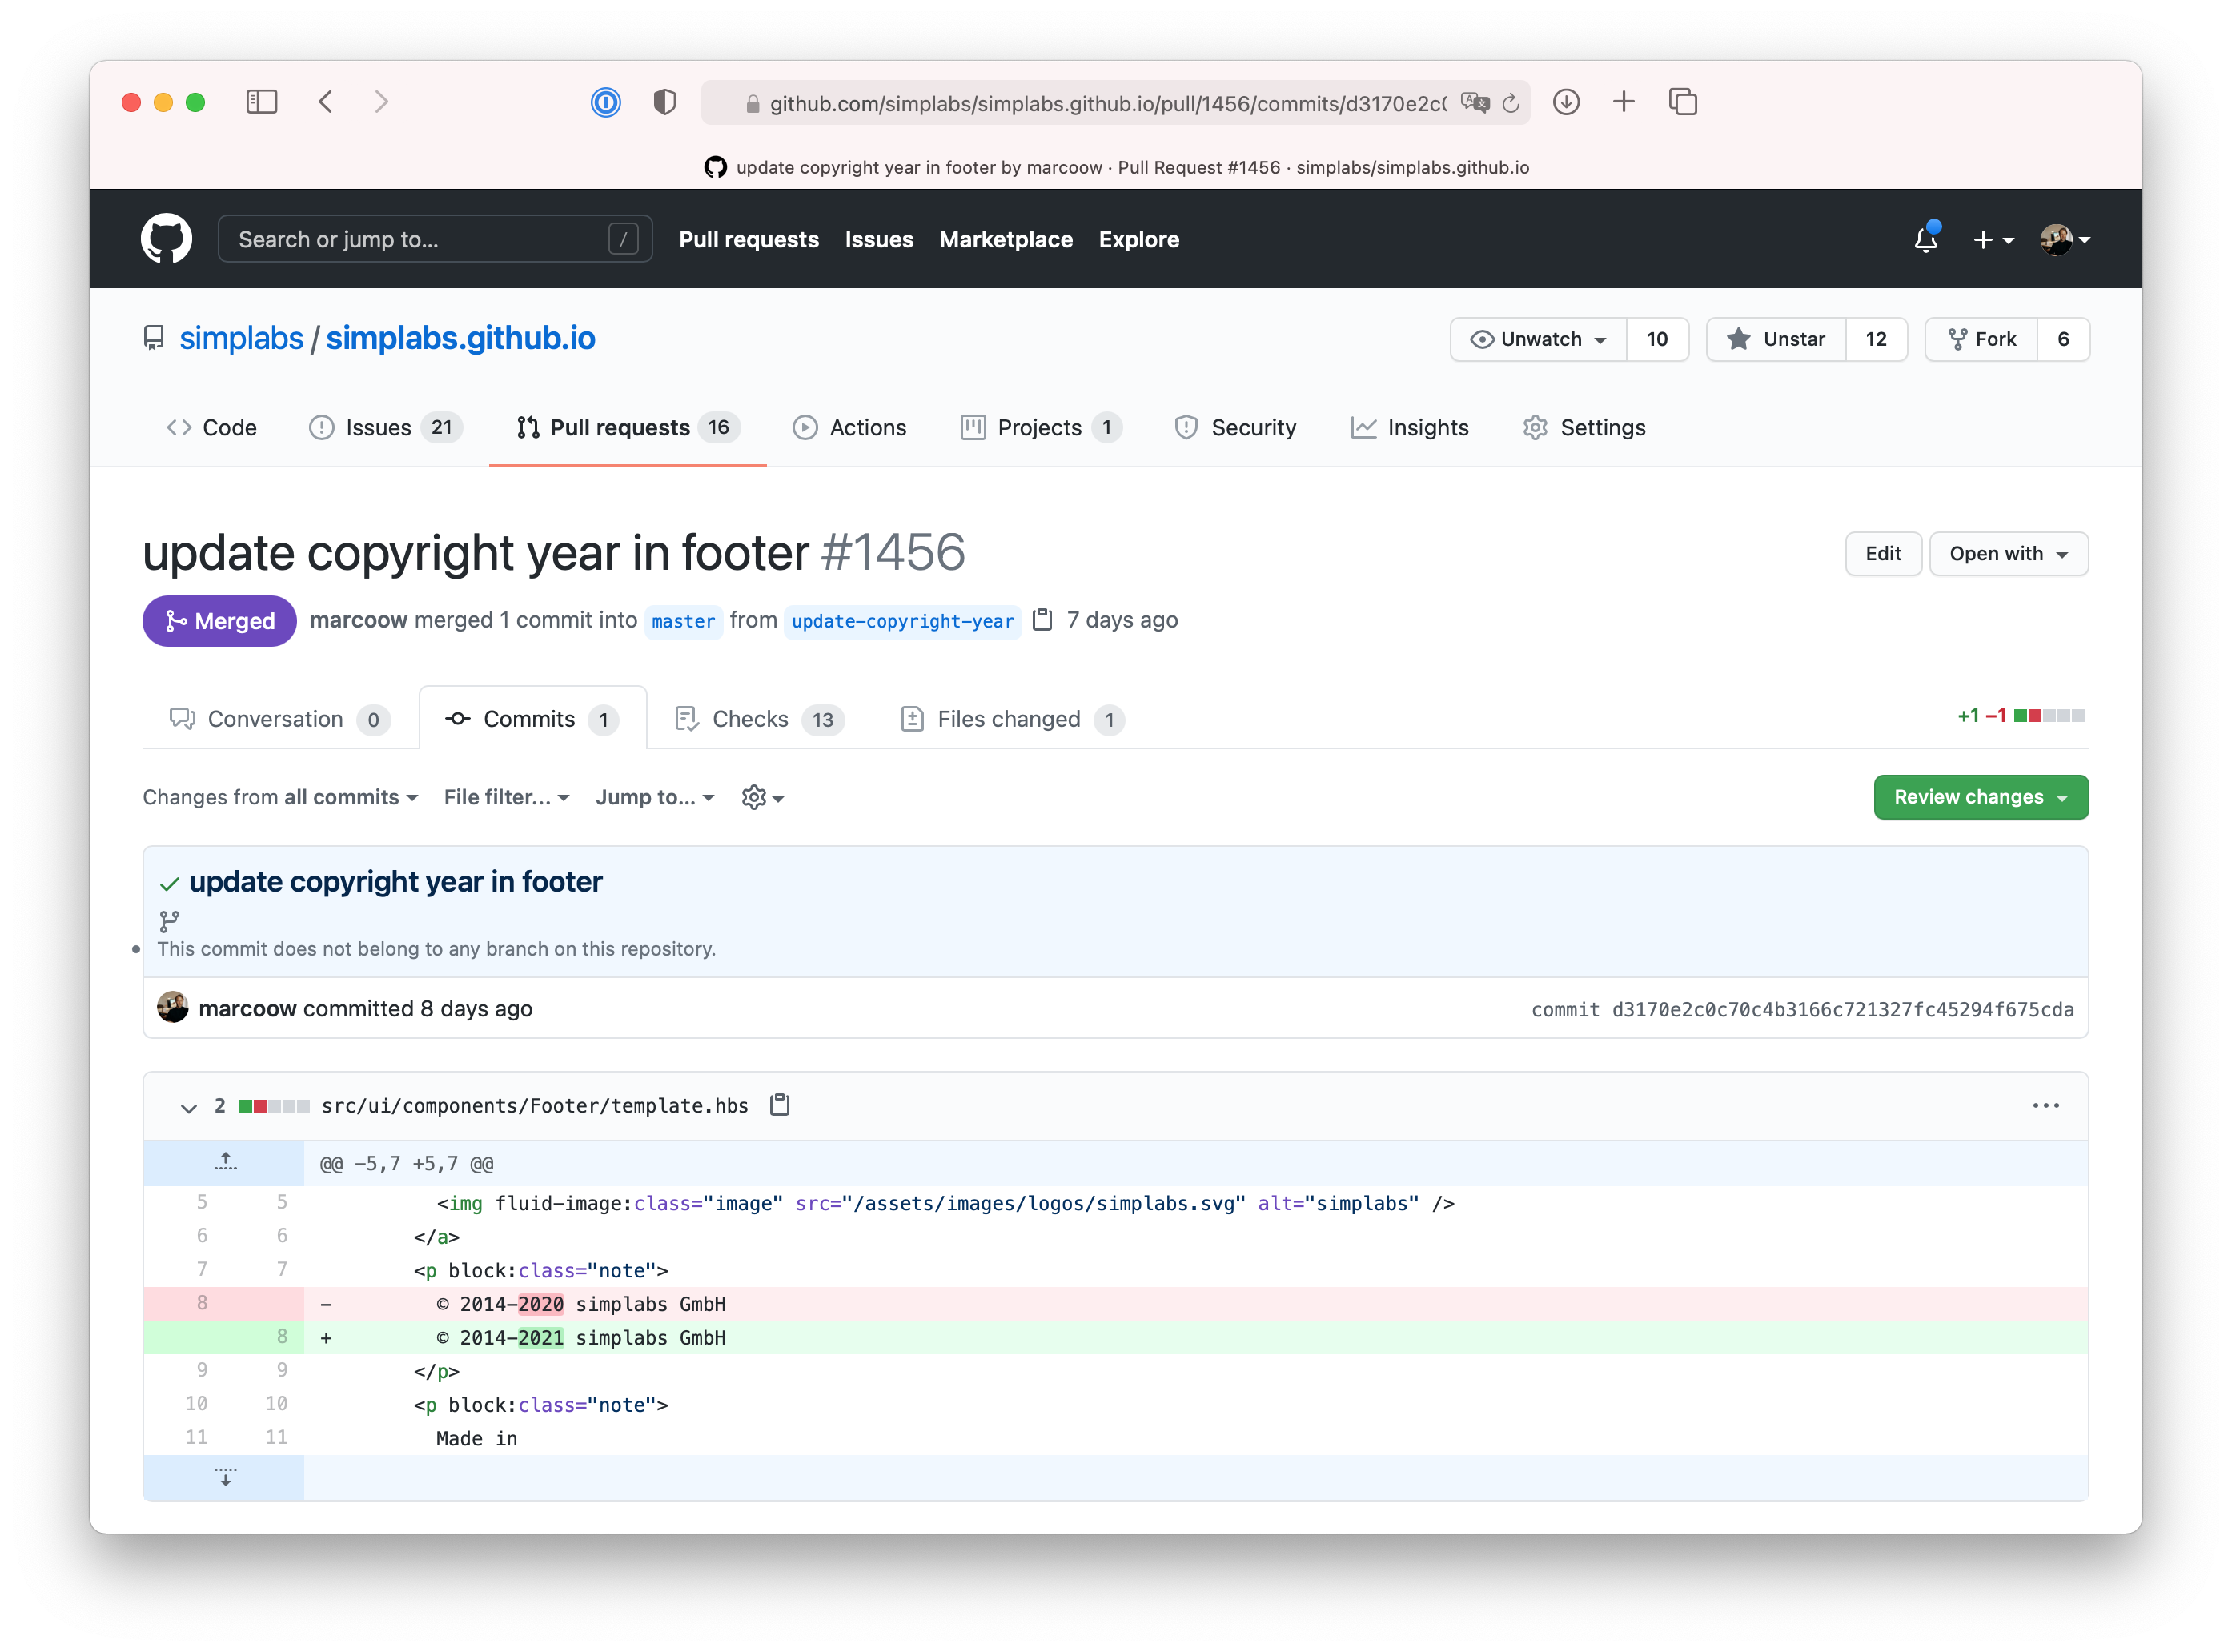 github.com/simplabs/simplabs.github.io/pull/1456/commits/d3170e2c
update copyright year in footer by marcoow · Pull Request #1456 · simplabs/simplabs.github.io
Search or jump to... / Pull requests Issues Marketplace Explore
simplabs / simplabs.github.io Unwatch 10 Unstar 12 Fork 6
Code Issues 21 Pull requests 16 Actions Projects 1 Security Insights Settings
update copyright year in footer #1456 Edit Open with
Merged marcoow merged 1 commit into master from update-copyright-year 7 days ago
Conversation 0 Commits 1 Checks 13 Files changed 1 +1 −1
Changes from all commits File filter... Jump to... Review changes
update copyright year in footer
This commit does not belong to any branch on this repository.
marcoow committed 8 days ago commit d3170e2c0c70c4b3166c721327fc45294f675cda
2 src/ui/components/Footer/template.hbs
@@ -5,7 +5,7 @@
5 5 <img fluid-image:class="image" src="/assets/images/logos/simplabs.svg" alt="simplabs" />
6 6 </a>
7 7 <p block:class="note">
8 - © 2014-2020 simplabs GmbH
8 + © 2014-2021 simplabs GmbH
9 9 </p>
10 10 <p block:class="note">
11 11 Made in